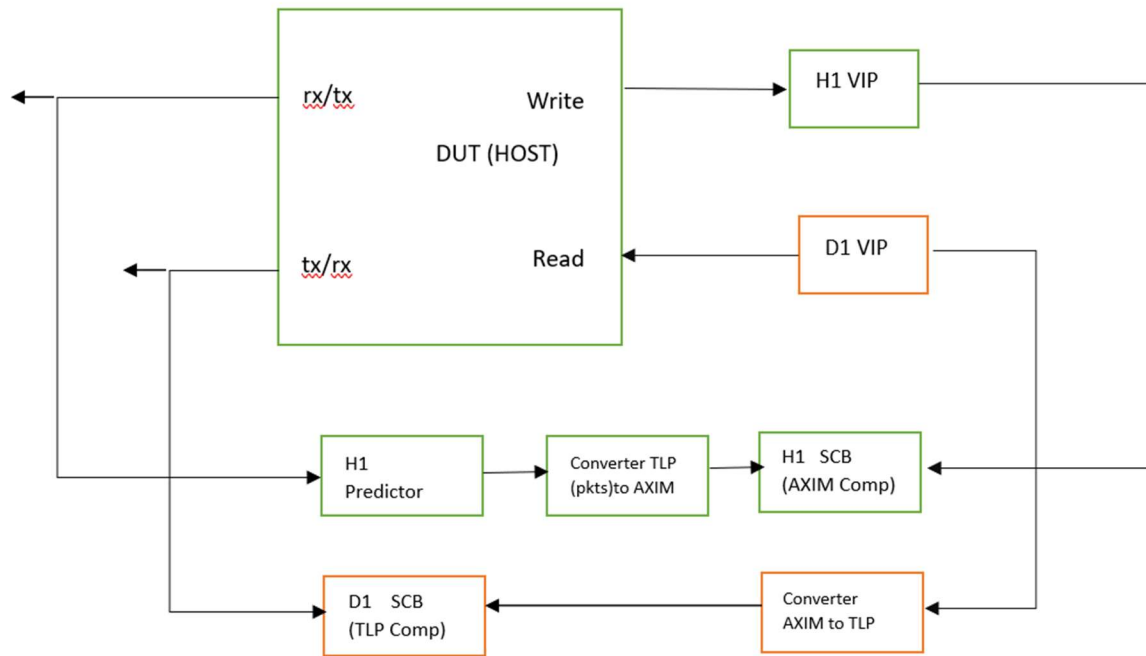 rx/tx
Write
H1 VIP
DUT (HOST)
tx/rx
Read
D1 VIP
H1
Predictor
Converter TLP
(pkts)to AXIM
H1 SCB
(AXIM Comp)
D1 SCB
(TLP Comp)
Converter
AXIM to TLP